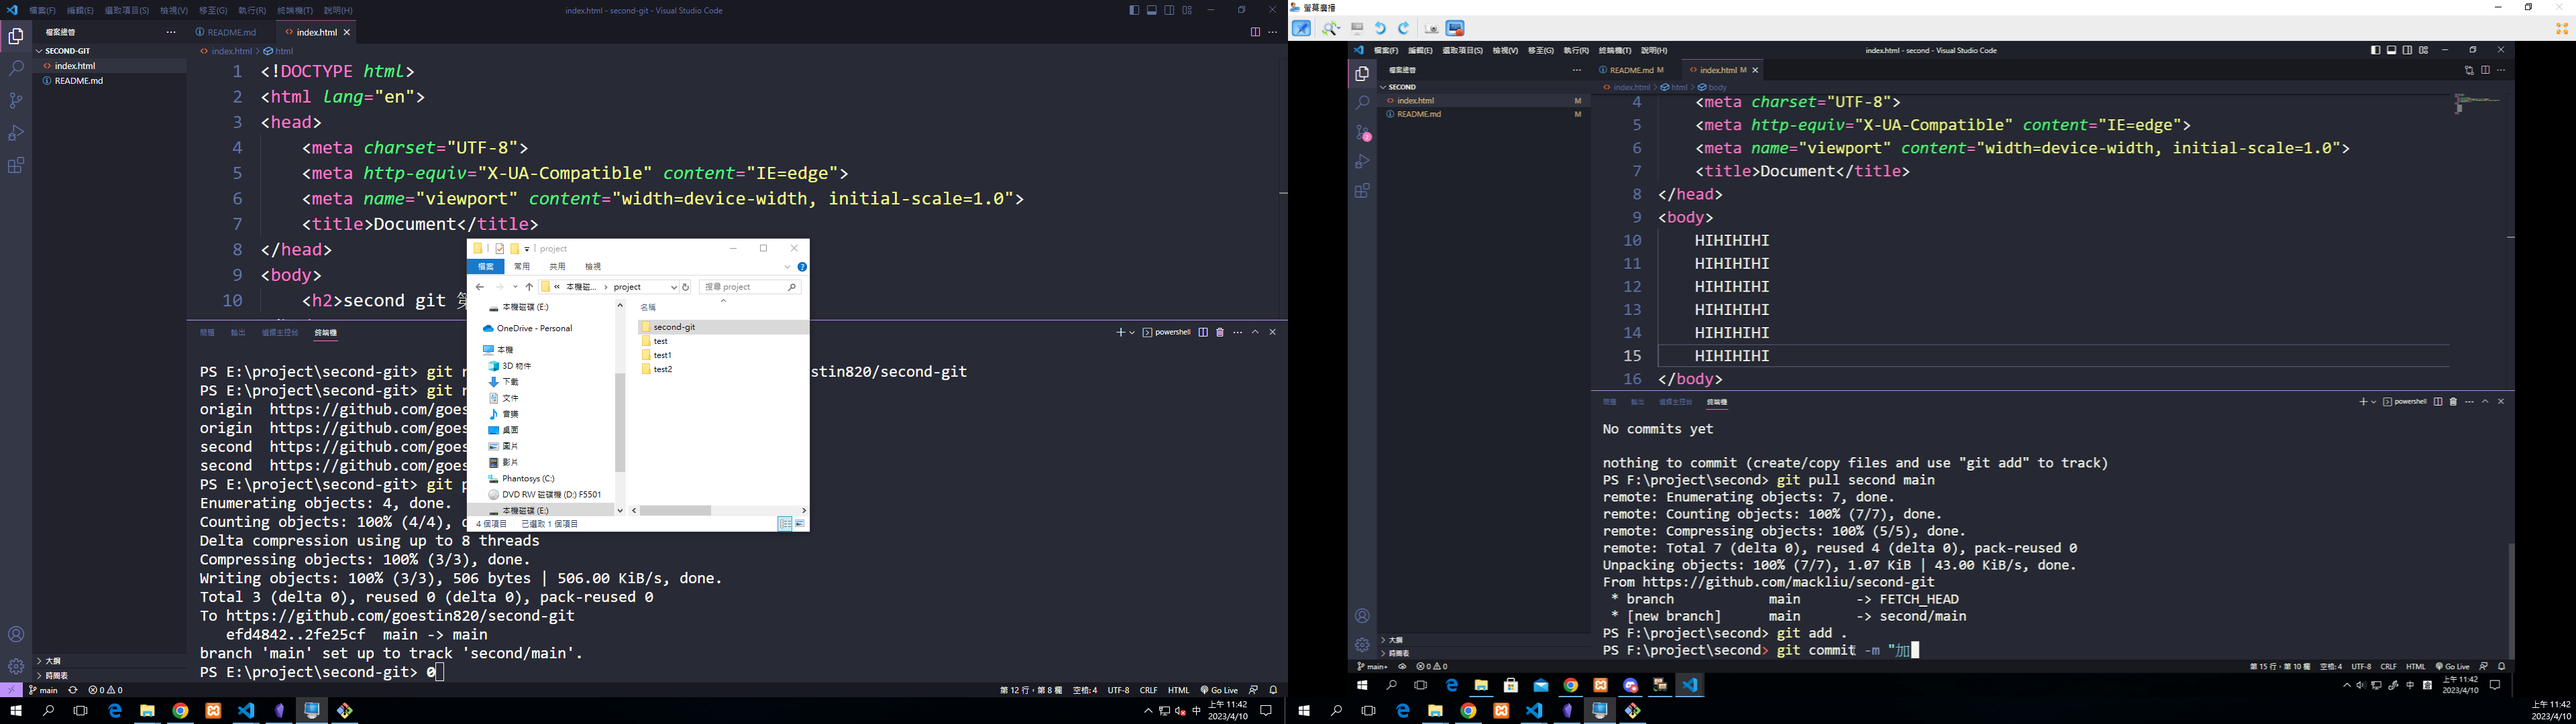 檔案(F) 編輯(E) 選取項目(S) 檢視(V) 移至(G) 執行(R) 終端機(T) 說明(H)
index.html - second-git - Visual Studio Code
檔案總管
SECOND-GIT
index.html
README.md
大綱
時間表
README.md
index.html
index.html > html
1 <!DOCTYPE html>
2 <html lang="en">
3 <head>
4 <meta charset="UTF-8">
5 <meta http-equiv="X-UA-Compatible" content="IE=edge">
6 <meta name="viewport" content="width=device-width, initial-scale=1.0">
7 <title>Document</title>
8 </head>
9 <body>
10 <h2>second git 第
問題 輸出 偵錯主控台 終端機
powershell
PS E:\project\second-git> git r
stin820/second-git
PS E:\project\second-git> git r
origin https://github.com/goes
origin https://github.com/goes
second https://github.com/goes
second https://github.com/goes
PS E:\project\second-git> git p
Enumerating objects: 4, done.
Counting objects: 100% (4/4), d
Delta compression using up to 8 threads
Compressing objects: 100% (3/3), done.
Writing objects: 100% (3/3), 506 bytes | 506.00 KiB/s, done.
Total 3 (delta 0), reused 0 (delta 0), pack-reused 0
To https://github.com/goestin820/second-git
efd4842..2fe25cf main -> main
branch 'main' set up to track 'second/main'.
PS E:\project\second-git> 0
main 0 0
第 12 行，第 8 欄 空格: 4 UTF-8 CRLF HTML Go Live
project
檔案 常用 共用 檢視
« 本機磁... > project
搜尋 project
本機磁碟 (E:)
OneDrive - Personal
本機
3D 物件
下載
文件
音樂
桌面
圖片
影片
Phantosys (C:)
DVD RW 磁碟機 (D:) F5501
本機磁碟 (E:)
名稱
second-git
test
test1
test2
4 個項目 已選取 1 個項目
中
上午 11:42
2023/4/10
螢幕廣播
檔案(F) 編輯(E) 選取項目(S) 檢視(V) 移至(G) 執行(R) 終端機(T) 說明(H)
index.html - second - Visual Studio Code
檔案總管
SECOND
index.html M
README.md M
大綱
時間表
README.md M
index.html M
index.html > html > body
4 <meta charset="UTF-8">
5 <meta http-equiv="X-UA-Compatible" content="IE=edge">
6 <meta name="viewport" content="width=device-width, initial-scale=1.0">
7 <title>Document</title>
8 </head>
9 <body>
10 HIHIHIHI
11 HIHIHIHI
12 HIHIHIHI
13 HIHIHIHI
14 HIHIHIHI
15 HIHIHIHI
16 </body>
問題 輸出 偵錯主控台 終端機
powershell
No commits yet
nothing to commit (create/copy files and use "git add" to track)
PS F:\project\second> git pull second main
remote: Enumerating objects: 7, done.
remote: Counting objects: 100% (7/7), done.
remote: Compressing objects: 100% (5/5), done.
remote: Total 7 (delta 0), reused 4 (delta 0), pack-reused 0
Unpacking objects: 100% (7/7), 1.07 KiB | 43.00 KiB/s, done.
From https://github.com/mackliu/second-git
* branch main -> FETCH_HEAD
* [new branch] main -> second/main
PS F:\project\second> git add .
PS F:\project\second> git commit -m "加
main+ 0 0
第 15 行，第 10 欄 空格: 4 UTF-8 CRLF HTML Go Live
中
上午 11:42
2023/4/10
上午 11:42
2023/4/10